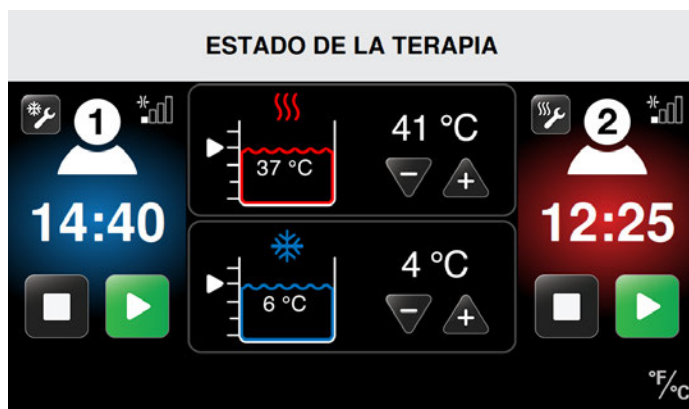 ESTADO DE LA TERAPIA
1
14:40
37 °C
41 °C
6 °C
4 °C
2
12:25
°F/°C